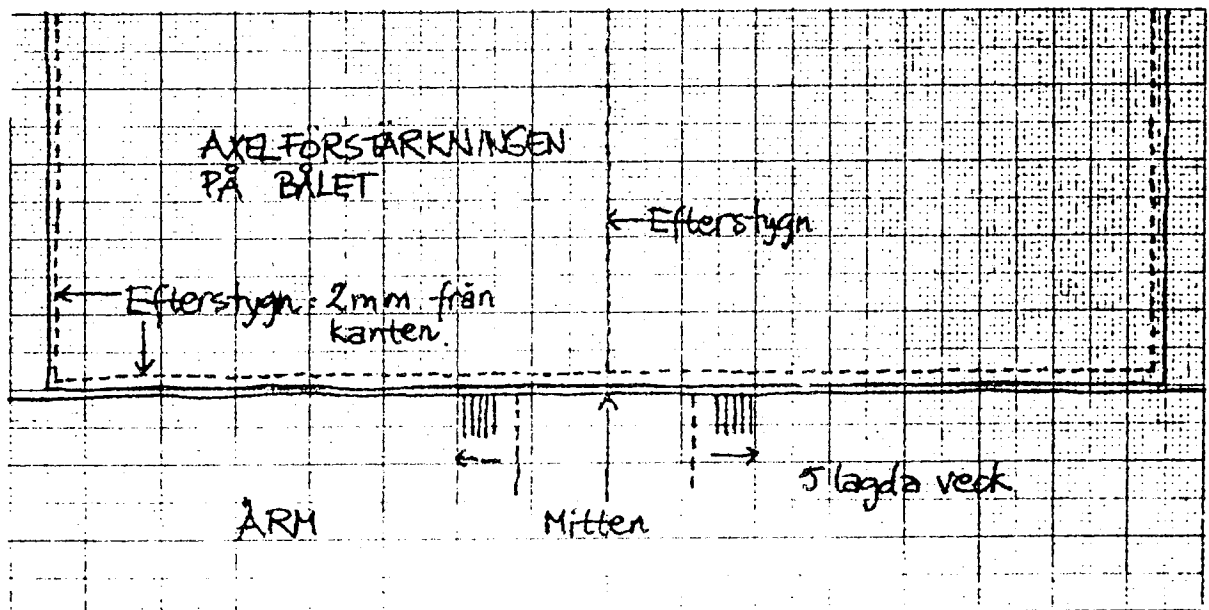 AXELFÖRSTÄRKNINGEN
PÅ BÅLET
Efterstygn
Efterstygn: 2mm från
kanten.
5 lagda veck
ÄRM
Mitten